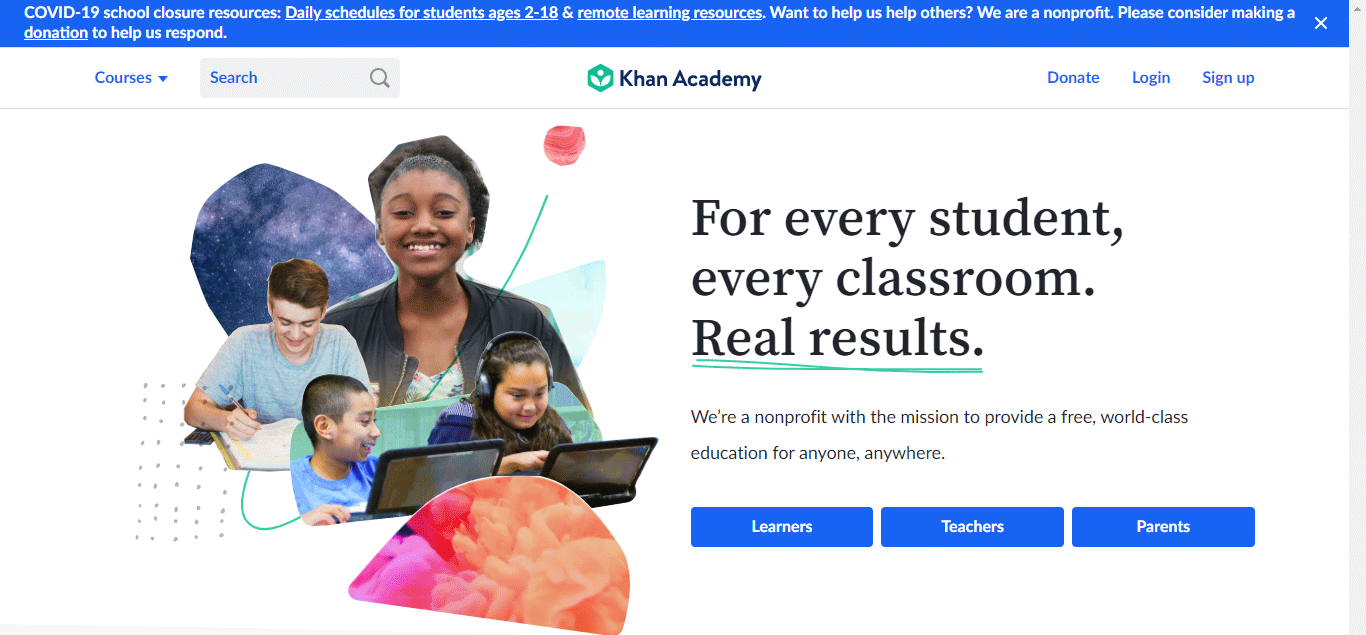 COVID-19 school closure resources: Daily schedules for students ages 2-18 & remote learning resources. Want to help us help others? We are a nonprofit. Please consider making a
donation to help us respond.
Courses
Search
Khan Academy
Donate
Login
Sign up
For every student,
every classroom.
Real results.
We’re a nonprofit with the mission to provide a free, world-class
education for anyone, anywhere.
Learners
Teachers
Parents